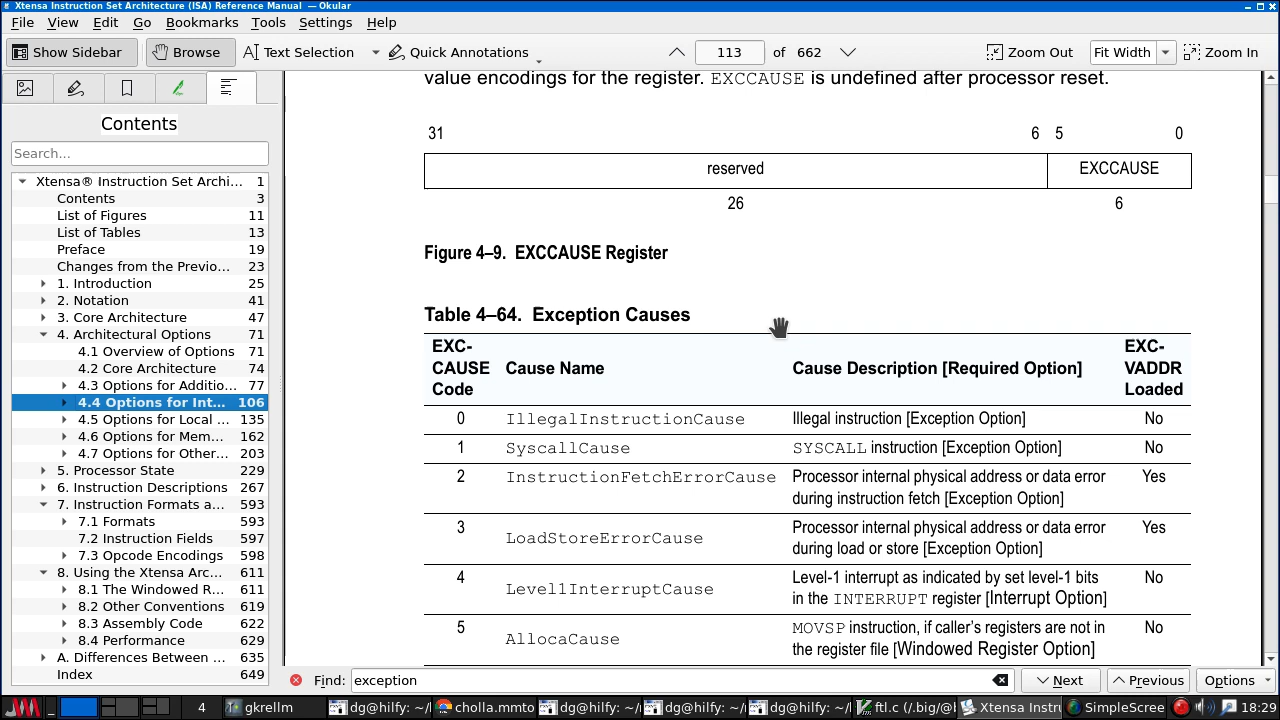 Xtensa Instruction Set Architecture (ISA) Reference Manual — Okular
File View Edit Go Bookmarks Tools Settings Help
Show Sidebar Browse Text Selection Quick Annotations 113 of 662 Zoom Out Fit Width Zoom In
Contents
Search...
Xtensa® Instruction Set Archi... 1
Contents 3
List of Figures 11
List of Tables 13
Preface 19
Changes from the Previo... 23
1. Introduction 25
2. Notation 41
3. Core Architecture 47
4. Architectural Options 71
4.1 Overview of Options 71
4.2 Core Architecture 74
4.3 Options for Additio... 77
4.4 Options for Int... 106
4.5 Options for Local ... 135
4.6 Options for Mem... 162
4.7 Options for Other... 203
5. Processor State 229
6. Instruction Descriptions 267
7. Instruction Formats a... 593
7.1 Formats 593
7.2 Instruction Fields 597
7.3 Opcode Encodings 598
8. Using the Xtensa Arc... 611
8.1 The Windowed R... 611
8.2 Other Conventions 619
8.3 Assembly Code 622
8.4 Performance 629
A. Differences Between ... 635
Index 649
value encodings for the register. EXCCAUSE is undefined after processor reset.
31 6 5 0
reserved EXCCAUSE
26 6
Figure 4–9. EXCCAUSE Register
Table 4–64. Exception Causes
EXC-
CAUSE
Code
Cause Name
Cause Description [Required Option]
EXC-
VADDR
Loaded
0 IllegalInstructionCause Illegal instruction [Exception Option] No
1 SyscallCause SYSCALL instruction [Exception Option] No
2 InstructionFetchErrorCause Processor internal physical address or data error Yes
during instruction fetch [Exception Option]
3 LoadStoreErrorCause Processor internal physical address or data error Yes
during load or store [Exception Option]
4 Level1InterruptCause Level-1 interrupt as indicated by set level-1 bits No
in the INTERRUPT register [Interrupt Option]
5 AllocaCause MOVSP instruction, if caller's registers are not in No
the register file [Windowed Register Option]
Find: exception Next Previous Options
4 gkrellm dg@hilfy: ~/ cholla.mmto dg@hilfy: ~/ dg@hilfy: ~/ dg@hilfy: ~/ ftl.c (/.big/@ Xtensa Instru SimpleScree 18:29